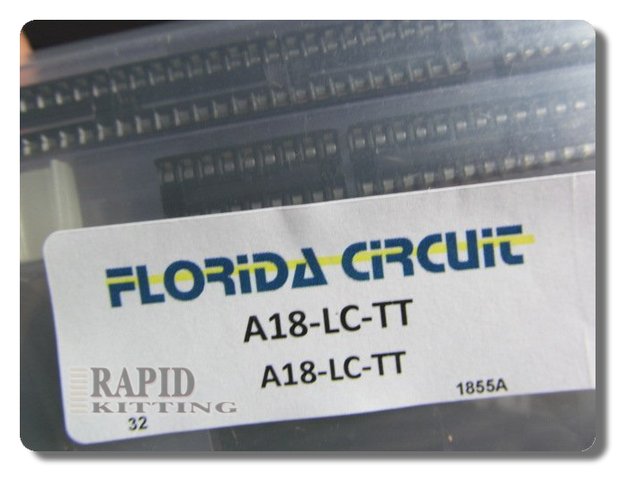 FLORIDA CIRCUIT
A18-LC-TT
A18-LC-TT
1855A
RAPID
KITTING
32